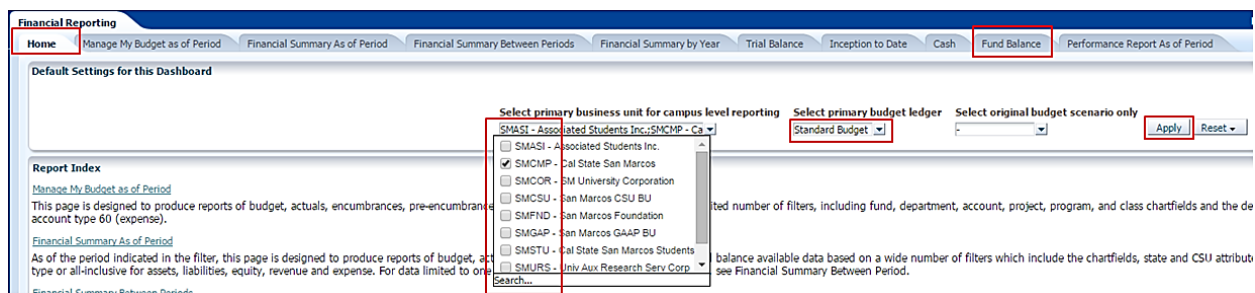 Financial Reporting
Home Manage My Budget as of Period Financial Summary As of Period Financial Summary Between Periods Financial Summary by Year Trial Balance Inception to Date Cash Fund Balance Performance Report As of Period
Default Settings for this Dashboard
Select primary business unit for campus level reporting Select primary budget ledger Select original budget scenario only
SMASI - Associated Students Inc.;SMCMP - Ca Standard Budget - Apply Reset
SMASI - Associated Students Inc.
SMCMP - Cal State San Marcos
Report Index
SMCOR - SM University Corporation
Manage My Budget as of Period
SMCSU - San Marcos CSU BU
This page is designed to produce reports of budget, actuals, encumbrances, pre-encumbranc SMFND - San Marcos Foundation ited number of filters, including fund, department, account, project, program, and class chartfields and the de
account type 60 (expense).
SMGAP - San Marcos GAAP BU
Financial Summary As of Period
SMSTU - Cal State San Marcos Students
As of the period indicated in the filter, this page is designed to produce reports of budget, act balance available data based on a wide number of filters which include the chartfields, state and CSU attribute
type or all-inclusive for assets, liabilities, equity, revenue and expense. For data limited to one SMURS - Univ Aux Research Serv Corp see Financial Summary Between Period.
Search...
Financial Summary Between Periods